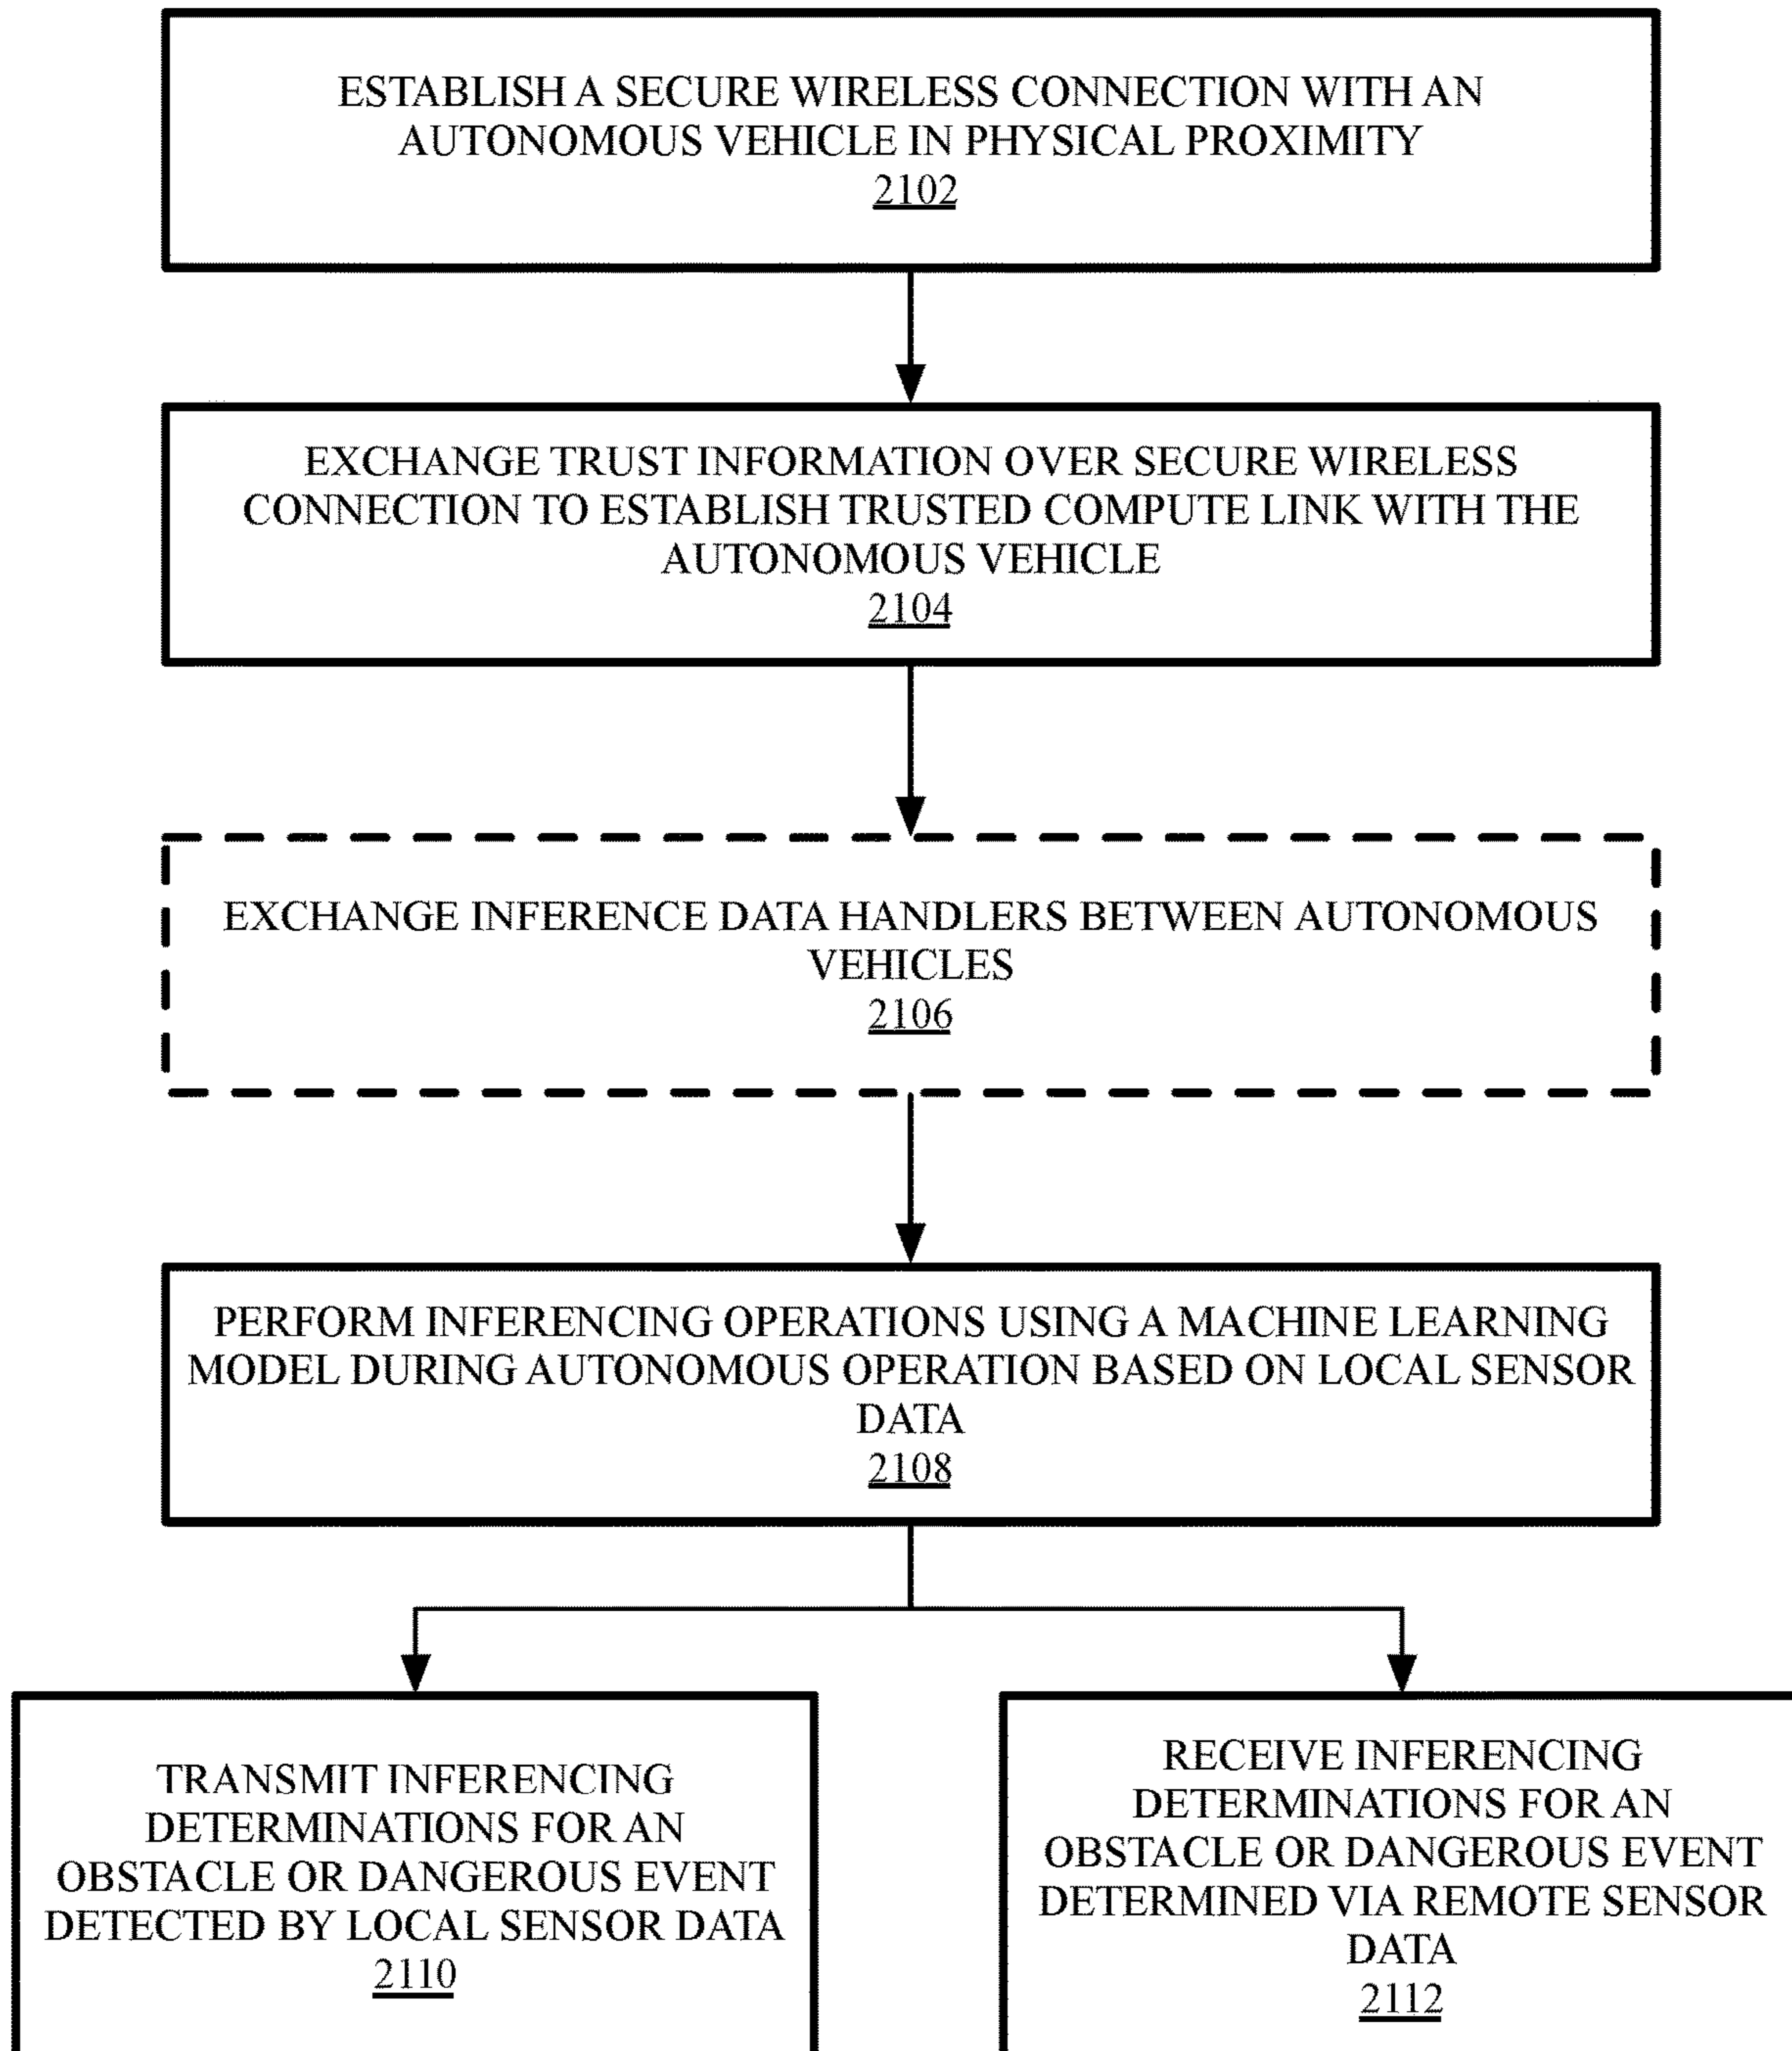 ESTABLISH A SECURE WIRELESS CONNECTION WITH AN
AUTONOMOUS VEHICLE IN PHYSICAL PROXIMITY
2102
EXCHANGE TRUST INFORMATION OVER SECURE WIRELESS
CONNECTION TO ESTABLISH TRUSTED COMPUTE LINK WITH THE
AUTONOMOUS VEHICLE
2104
EXCHANGE INFERENCE DATA HANDLERS BETWEEN AUTONOMOUS
VEHICLES
2106
PERFORM INFERENCING OPERATIONS USING A MACHINE LEARNING
MODEL DURING AUTONOMOUS OPERATION BASED ON LOCAL SENSOR
DATA
2108
TRANSMIT INFERENCING
DETERMINATIONS FOR AN
OBSTACLE OR DANGEROUS EVENT
DETECTED BY LOCAL SENSOR DATA
2110
RECEIVE INFERENCING
DETERMINATIONS FOR AN
OBSTACLE OR DANGEROUS EVENT
DETERMINED VIA REMOTE SENSOR
DATA
2112